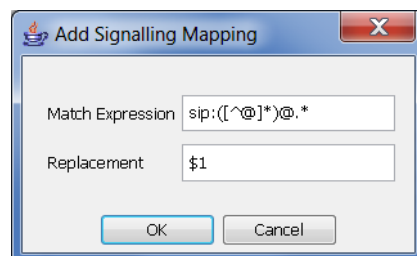 Add Signalling Mapping
Match Expression sip:([^@]*)@.*
Replacement $1
OK Cancel